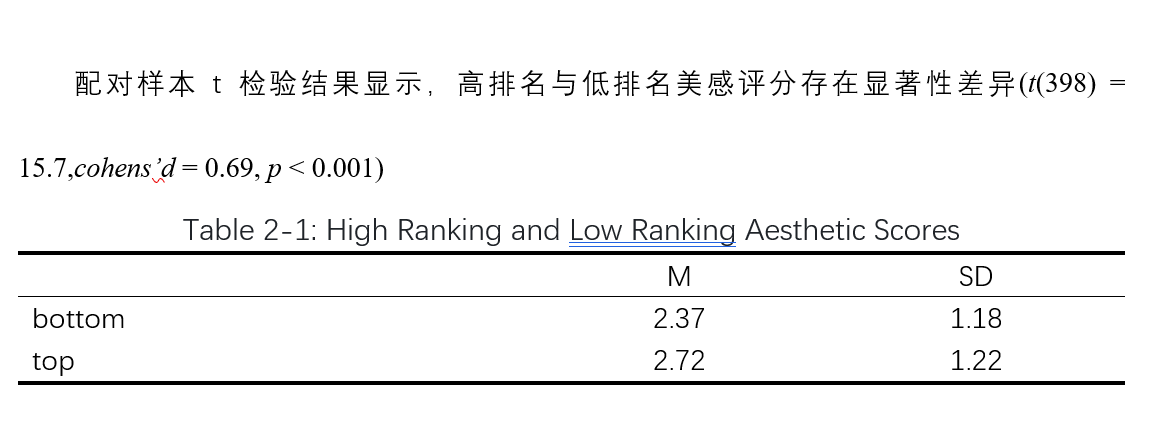 配对样本 t 检验结果显示，高排名与低排名美感评分存在显著性差异(t(398) =
15.7,cohens’d = 0.69, p < 0.001)
Table 2-1: High Ranking and Low Ranking Aesthetic Scores
M SD
bottom 2.37 1.18
top 2.72 1.22